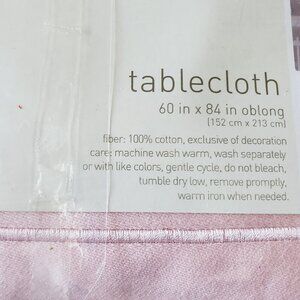 tablecloth
60 in x 84 in oblong
(152 cm x 213 cm)
fiber: 100% cotton, exclusive of decoration
care: machine wash warm, wash separately
or with like colors, gentle cycle, do not bleach,
tumble dry low, remove promptly,
warm iron when needed.